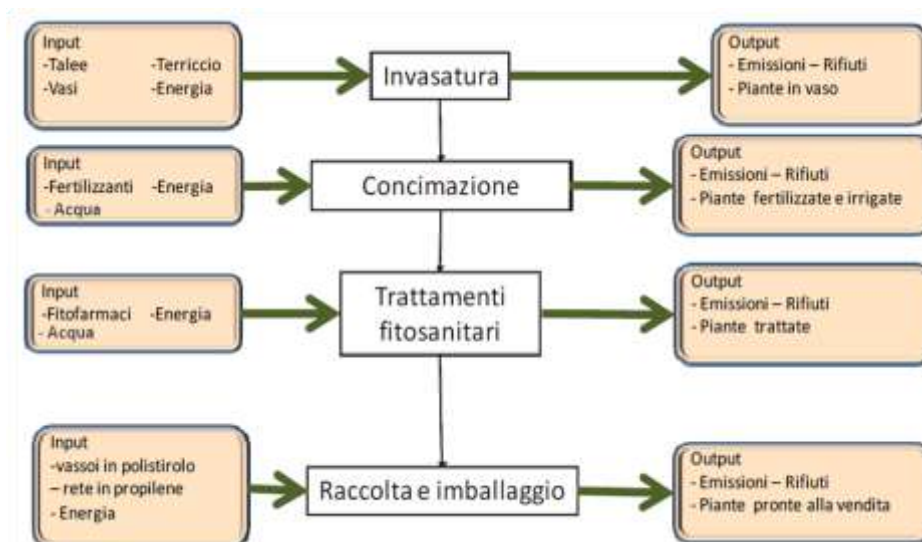 Input
-Talee -Terriccio
-Vasi -Energia
Invasatura
Output
- Emissioni – Rifiuti
- Piante in vaso
Input
-Fertilizzanti -Energia
- Acqua
Concimazione
Output
- Emissioni – Rifiuti
- Piante fertilizzate e irrigate
Input
-Fitofarmaci -Energia
- Acqua
Trattamenti
fitosanitari
Output
- Emissioni – Rifiuti
- Piante trattate
Input
-vassoi in polistirolo
– rete in propilene
- Energia
Raccolta e imballaggio
Output
- Emissioni – Rifiuti
- Piante pronte alla vendita